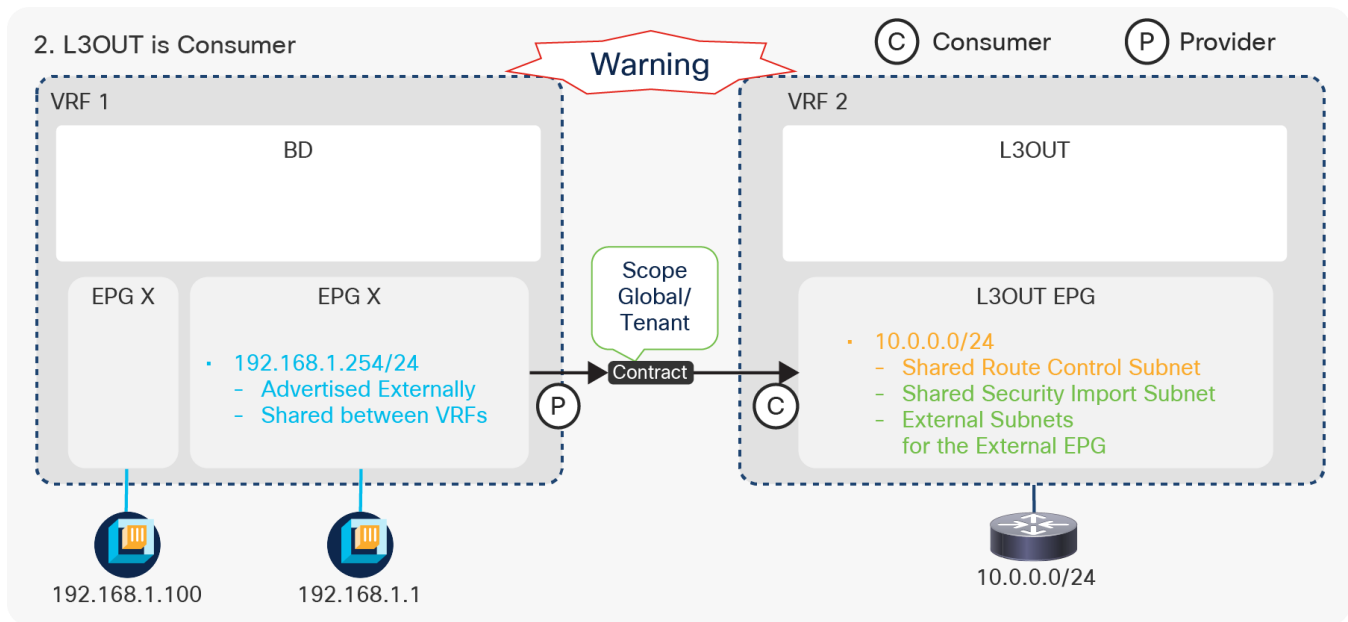 2. L3OUT is Consumer
Warning
C Consumer
P Provider
VRF 1
BD
EPG X
EPG X
· 192.168.1.254/24
– Advertised Externally
– Shared between VRFs
192.168.1.100
192.168.1.1
Scope
Global/
Tenant
Contract
P
C
VRF 2
L3OUT
L3OUT EPG
· 10.0.0.0/24
– Shared Route Control Subnet
– Shared Security Import Subnet
– External Subnets
for the External EPG
10.0.0.0/24